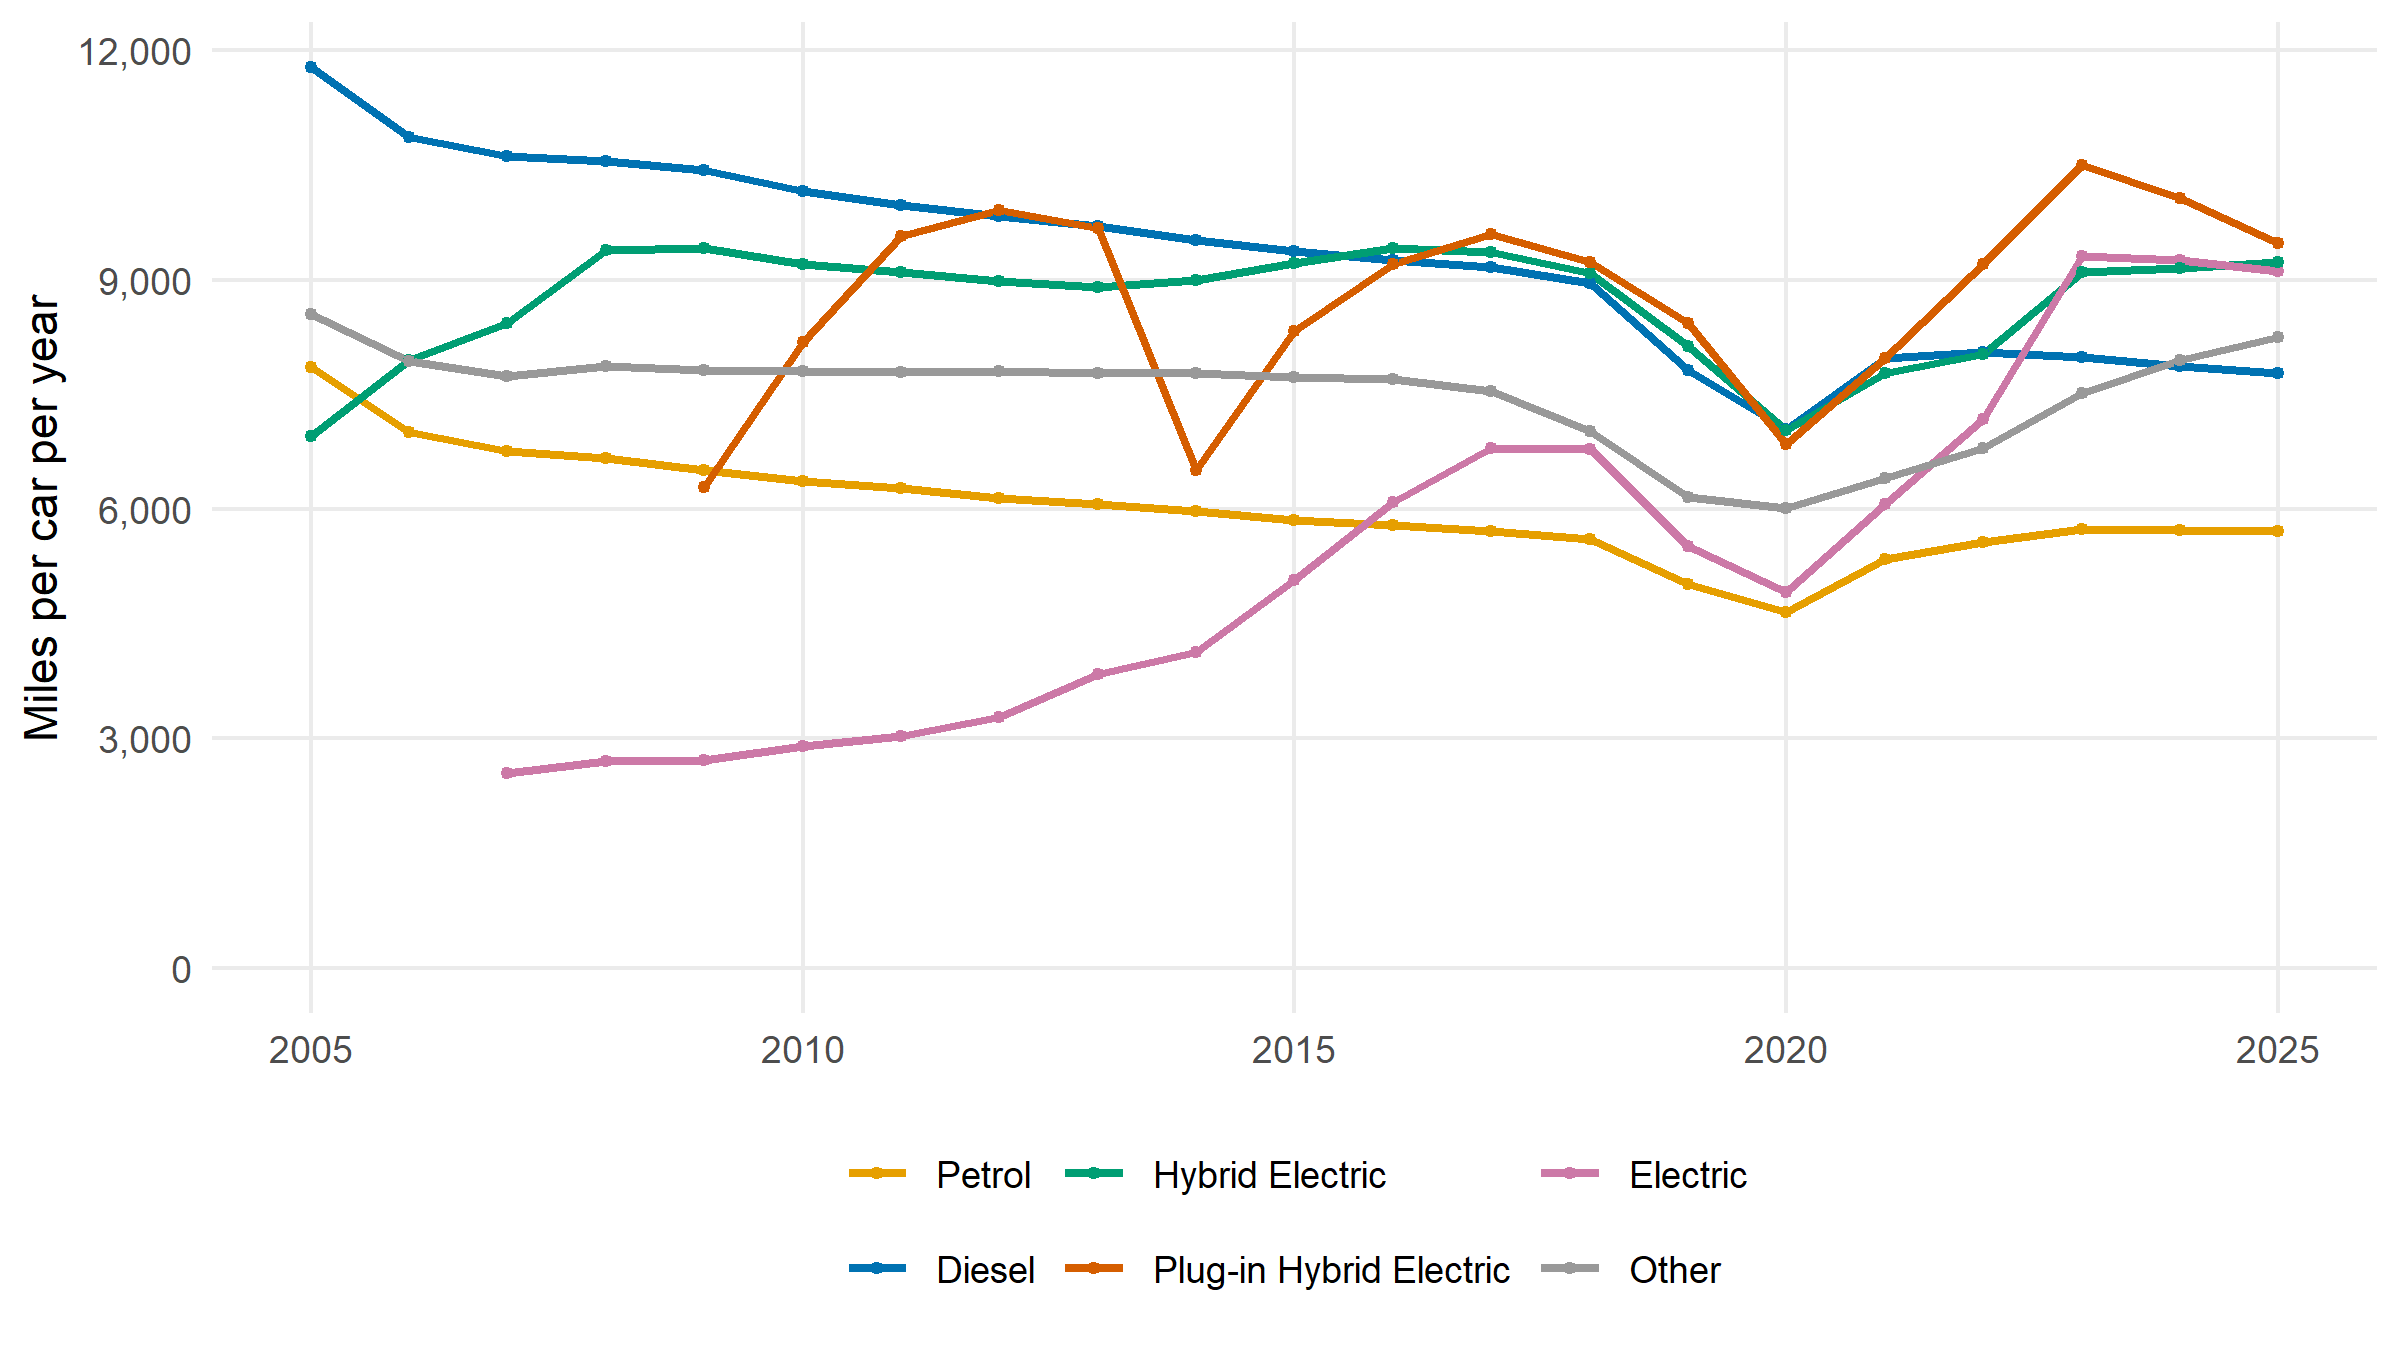 Miles per car per year
12,000
9,000
6,000
3,000
0
2005 2010 2015 2020 2025
Petrol Hybrid Electric Electric
Diesel Plug-in Hybrid Electric Other